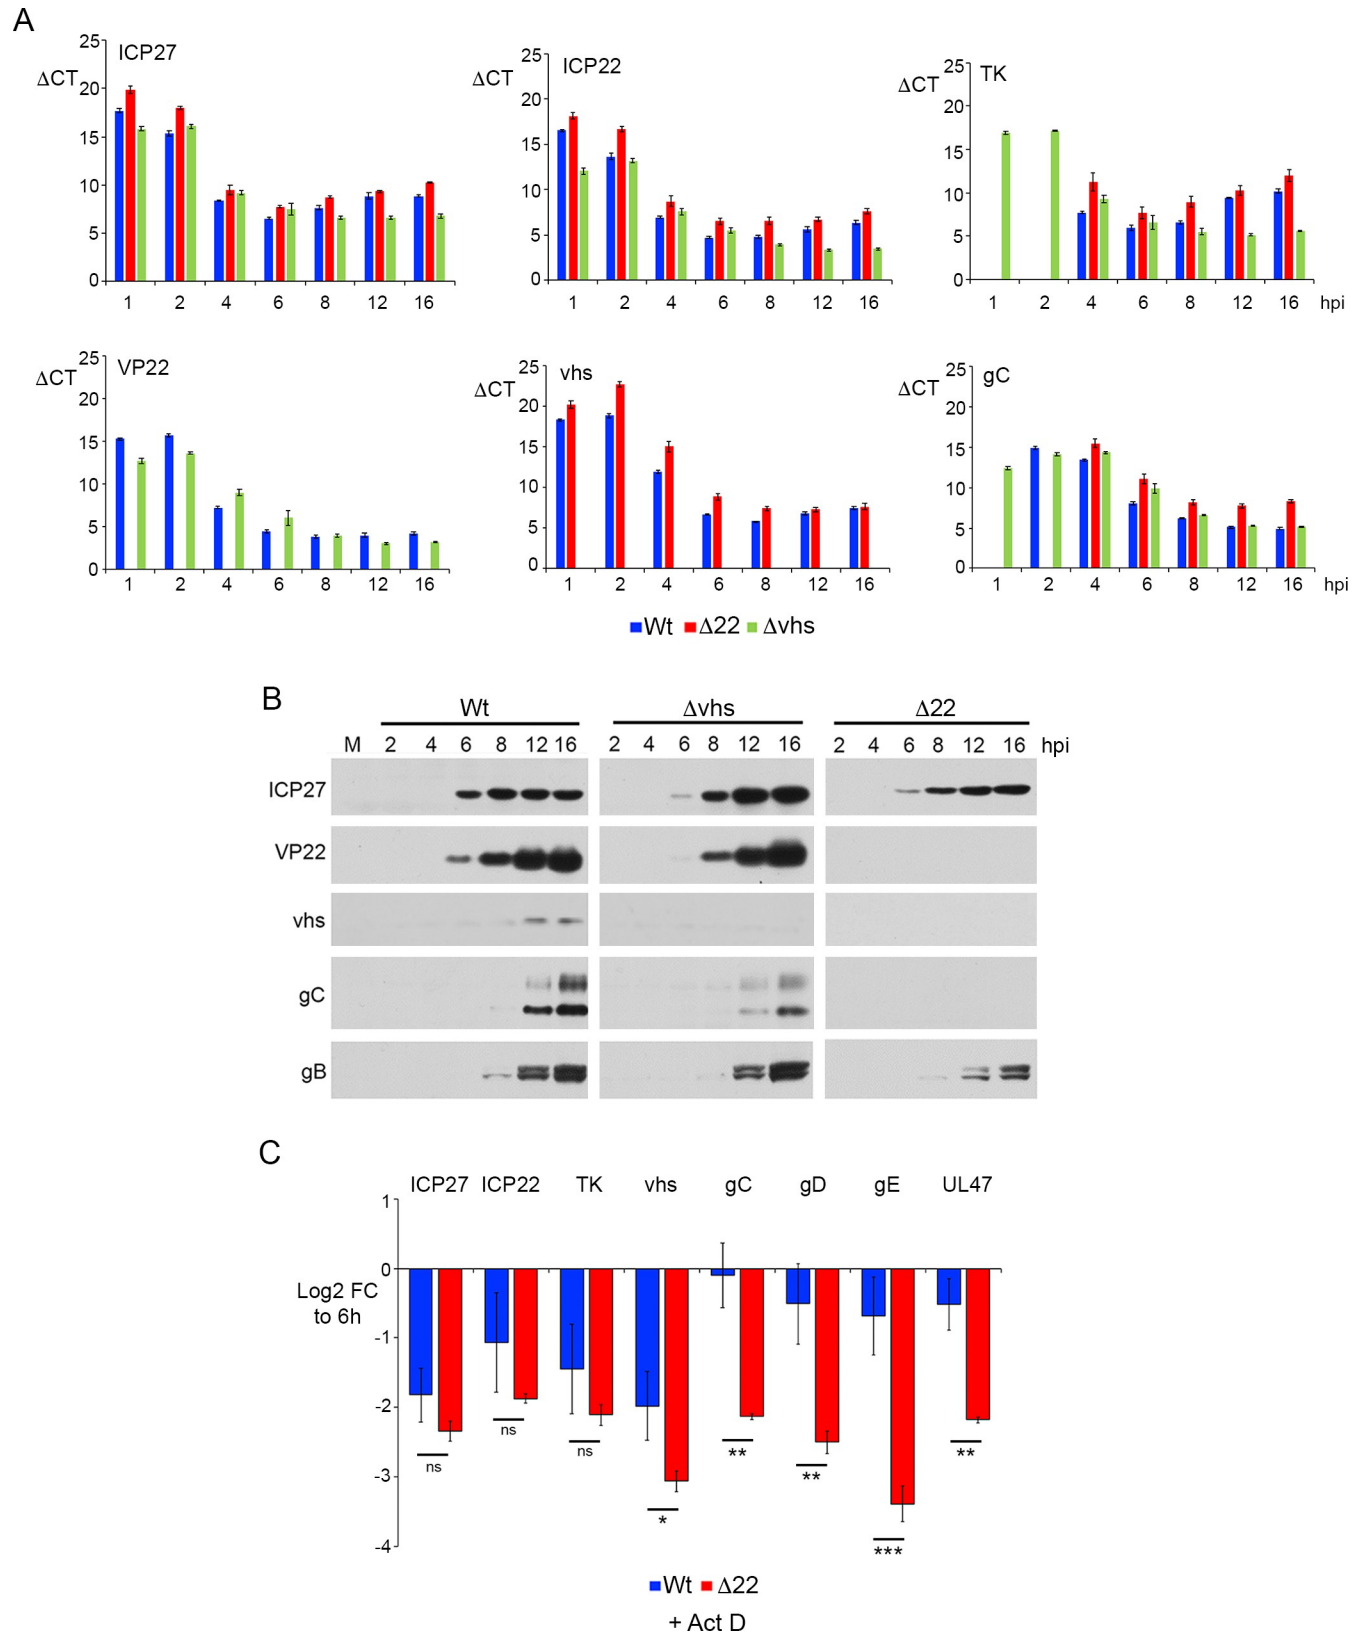 A
ICP27
ΔCT
25
20
15
10
5
0
1 2 4 6 8 12 16
ICP22
ΔCT
25
20
15
10
5
0
1 2 4 6 8 12 16
TK
ΔCT
25
20
15
10
5
0
1 2 4 6 8 12 16 hpi
VP22
ΔCT
25
20
15
10
5
0
1 2 4 6 8 12 16
vhs
ΔCT
25
20
15
10
5
0
1 2 4 6 8 12 16
gC
ΔCT
25
20
15
10
5
0
1 2 4 6 8 12 16 hpi
Wt Δ22 Δvhs
B
Wt Δvhs Δ22
M 2 4 6 8 12 16 2 4 6 8 12 16 2 4 6 8 12 16 hpi
ICP27
VP22
vhs
gC
gB
C
ICP27 ICP22 TK vhs gC gD gE UL47
Log2 FC
to 6h
1
0
-1
-2
-3
-4
ns ns ns * ** ** *** **
Wt Δ22
+ Act D